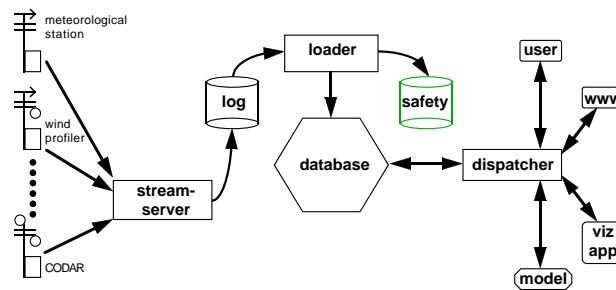 meteorological
station
wind
profiler
CODAR
stream-
server
log
loader
safety
database
dispatcher
user
www
viz
app
model